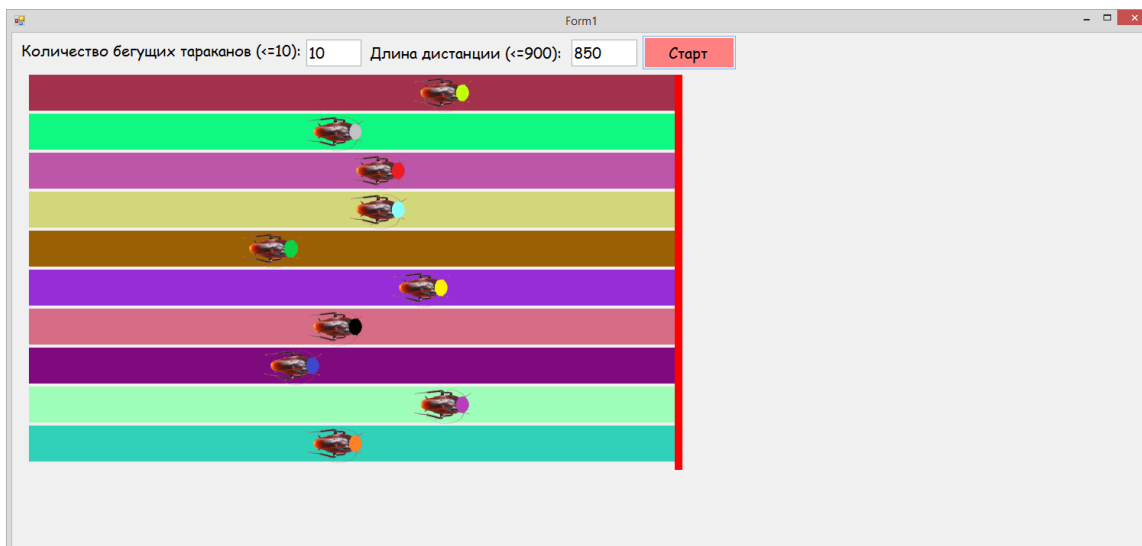 Form1
Количество бегущих тараканов (<=10): 10 Длина дистанции (<=900): 850 Старт